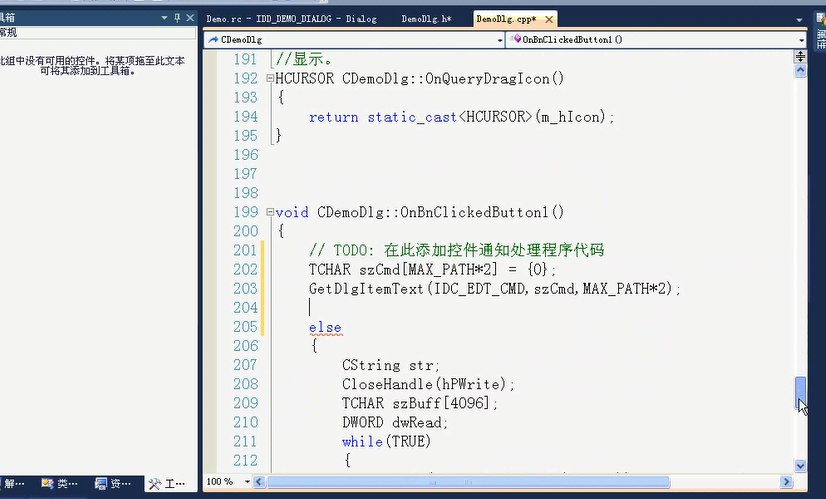 具箱
常规
此组中没有可用的控件。将某项拖至此文本
可将其添加到工具箱。
解… 类… 资… 工…
Demo.rc - IDD_DEMO_DIALOG - Dialog DemoDlg.h* DemoDlg.cpp*
CDemoDlg OnBnClickedButton1()
191 //显示。
192 HCURSOR CDemoDlg::OnQueryDragIcon()
193 {
194 return static_cast<HCURSOR>(m_hIcon);
195 }
196
197
198
199 void CDemoDlg::OnBnClickedButton1()
200 {
201 // TODO: 在此添加控件通知处理程序代码
202 TCHAR szCmd[MAX_PATH*2] = {0};
203 GetDlgItemText(IDC_EDT_CMD,szCmd,MAX_PATH*2);
204
205 else
206 {
207 CString str;
208 CloseHandle(hPWrite);
209 TCHAR szBuff[4096];
210 DWORD dwRead;
211 while(TRUE)
212 {
100 %